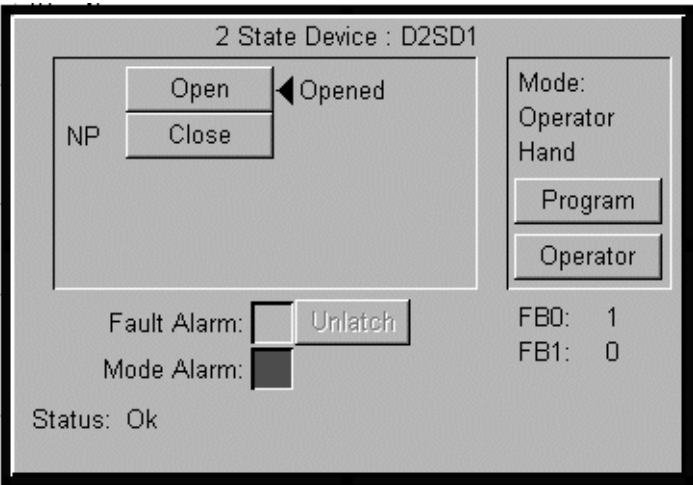 2 State Device : D2SD1
Open Opened
NP Close
Mode:
Operator
Hand
Program
Operator
Fault Alarm: Unlatch
Mode Alarm:
FB0: 1
FB1: 0
Status: Ok